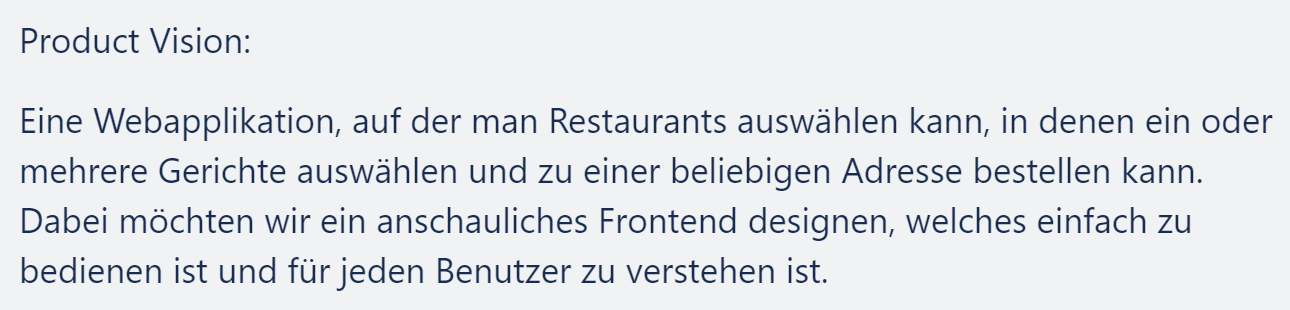 Product Vision:
Eine Webapplikation, auf der man Restaurants auswählen kann, in denen ein oder
mehrere Gerichte auswählen und zu einer beliebigen Adresse bestellen kann.
Dabei möchten wir ein anschauliches Frontend designen, welches einfach zu
bedienen ist und für jeden Benutzer zu verstehen ist.